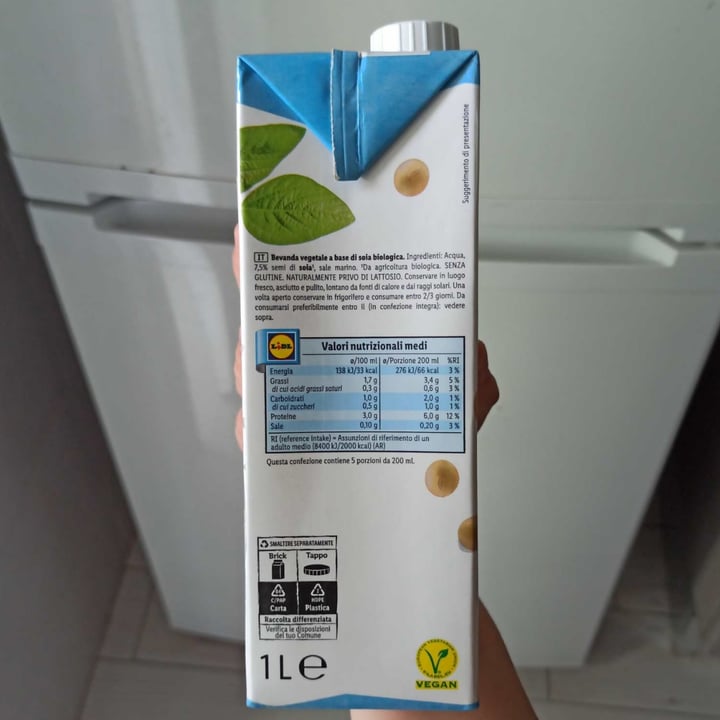 Suggerimento di presentazione
IT Bevanda vegetale a base di soia biologica. Ingredienti: Acqua,
7,5% semi di soia¹, sale marino. ¹Da agricoltura biologica. SENZA
GLUTINE. NATURALMENTE PRIVO DI LATTOSIO. Conservare in luogo
fresco, asciutto e pulito, lontano da fonti di calore e dai raggi solari. Una
volta aperto conservare in frigorifero e consumare entro 2/3 giorni. Da
consumarsi preferibilmente entro il (in confezione integra): vedere
sopra.
LIDL Valori nutrizionali medi
ø/100 ml ø/Porzione 200 ml %RI
Energia 138 kJ/33 kcal 276 kJ/66 kcal 3 %
Grassi 1,7 g 3,4 g 5 %
di cui acidi grassi saturi 0,3 g 0,6 g 3 %
Carboidrati 1,0 g 2,0 g 1 %
di cui zuccheri 0,5 g 1,0 g 1 %
Proteine 3,0 g 6,0 g 12 %
Sale 0,10 g 0,20 g 3 %
RI (reference intake) = Assunzioni di riferimento di un
adulto medio (8400 kJ/2000 kcal) (AR)
Questa confezione contiene 5 porzioni da 200 ml.
SMALTIRE SEPARATAMENTE
Brick Tappo
C/PAP HDPE
Carta Plastica
Raccolta differenziata
Verifica le disposizioni
del tuo Comune
1L e
VEGAN